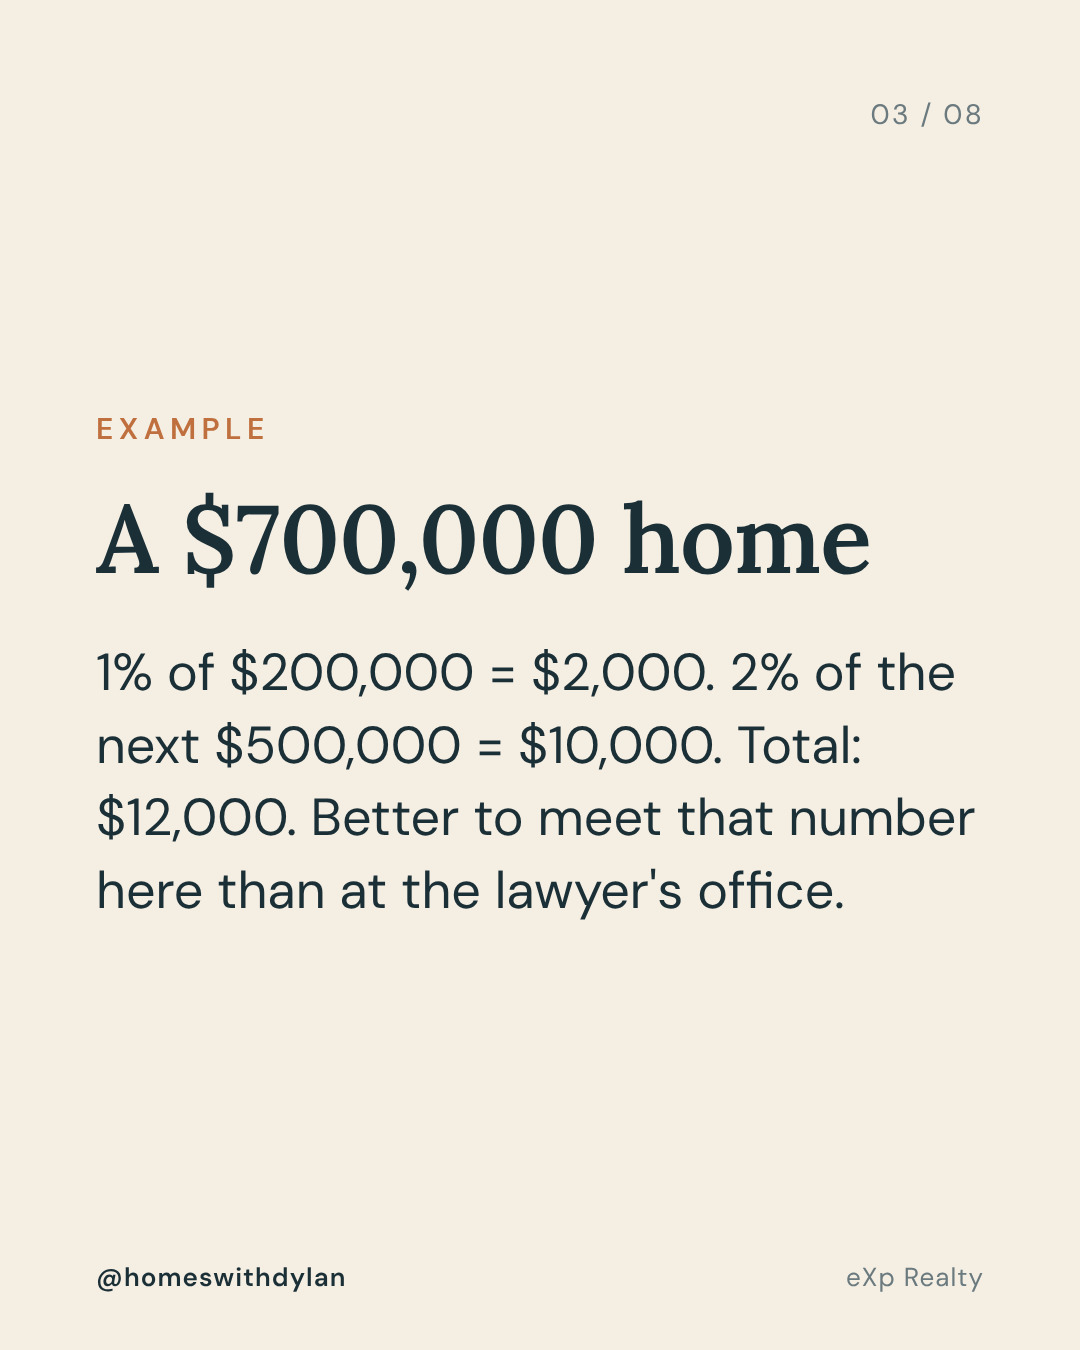 03 / 08
EXAMPLE
A $700,000 home
1% of $200,000 = $2,000. 2% of the
next $500,000 = $10,000. Total:
$12,000. Better to meet that number
here than at the lawyer's office.
@homeswithdylan
eXp Realty